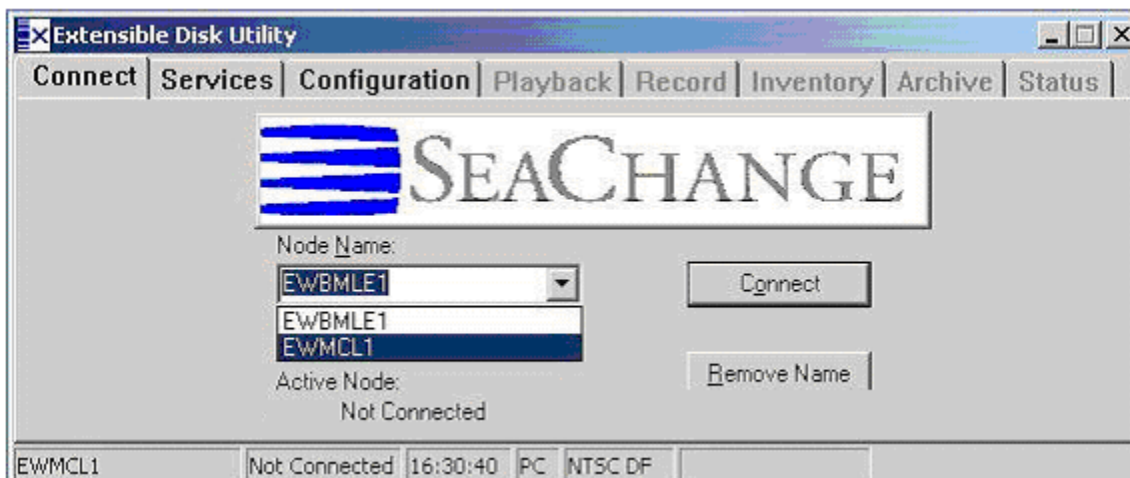 Extensible Disk Utility
Connect Services Configuration Playback Record Inventory Archive Status
SEACHANGE
Node Name:
EWBMLE1
Connect
EWBMLE1
EWMCL1
Remove Name
Active Node:
Not Connected
EWMCL1 Not Connected 16:30:40 PC NTSC DF